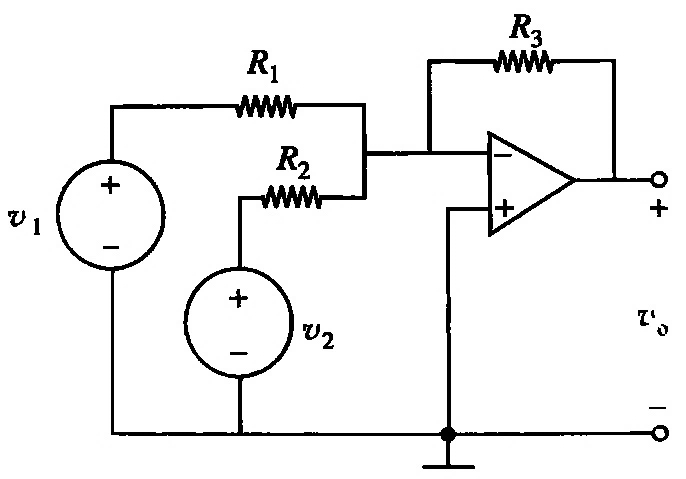 R₃
R₁
R₂
+
−
v₁
−
+
+
−
v₂
+
−
vₒ
−
+